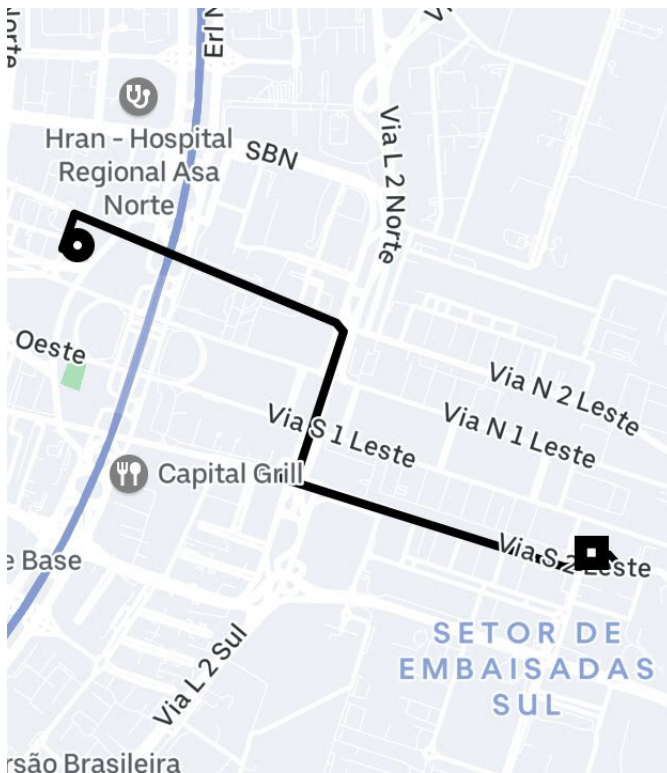 Norte
Erl N
Hran - Hospital
Regional Asa
Norte
SBN
Via L 2 Norte
V
Oeste
Via N 2 Leste
Via N 1 Leste
Via S 1 Leste
Capital Grill
Via S 2 Leste
e Base
Via L 2 Sul
SETOR DE
EMBAISADAS
SUL
rsão Brasileira